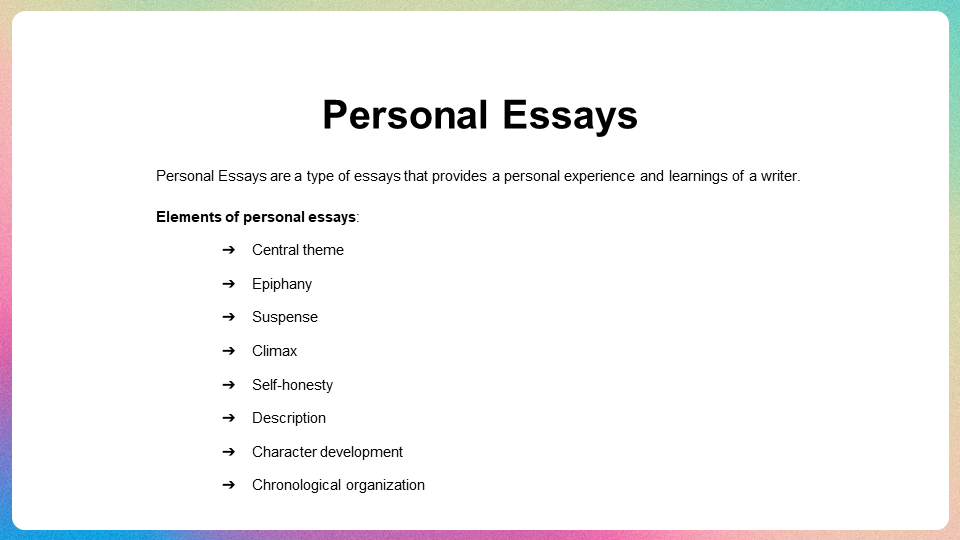 Personal Essays
Personal Essays are a type of essays that provides a personal experience and learnings of a writer.
Elements of personal essays:
➔ Central theme
➔ Epiphany
➔ Suspense
➔ Climax
➔ Self-honesty
➔ Description
➔ Character development
➔ Chronological organization